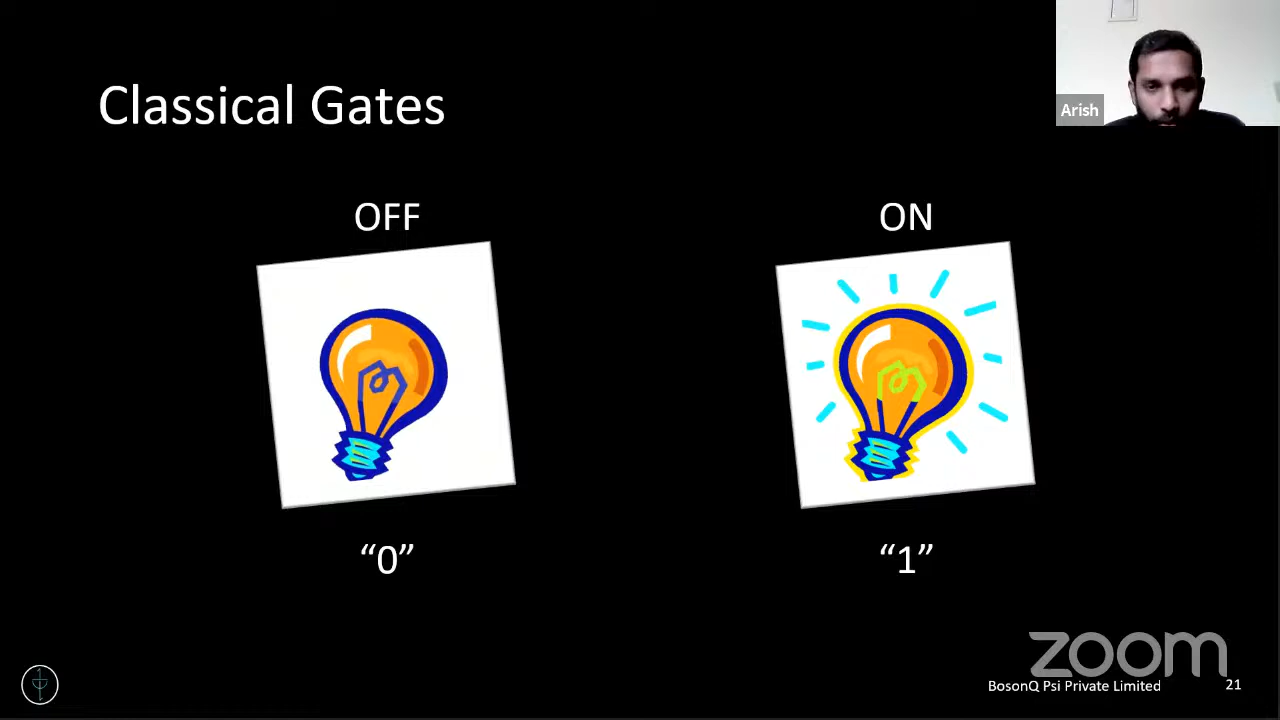 Classical Gates
Arish
OFF
ON
“0”
“1”
zoom
BosonQ Psi Private Limited
21